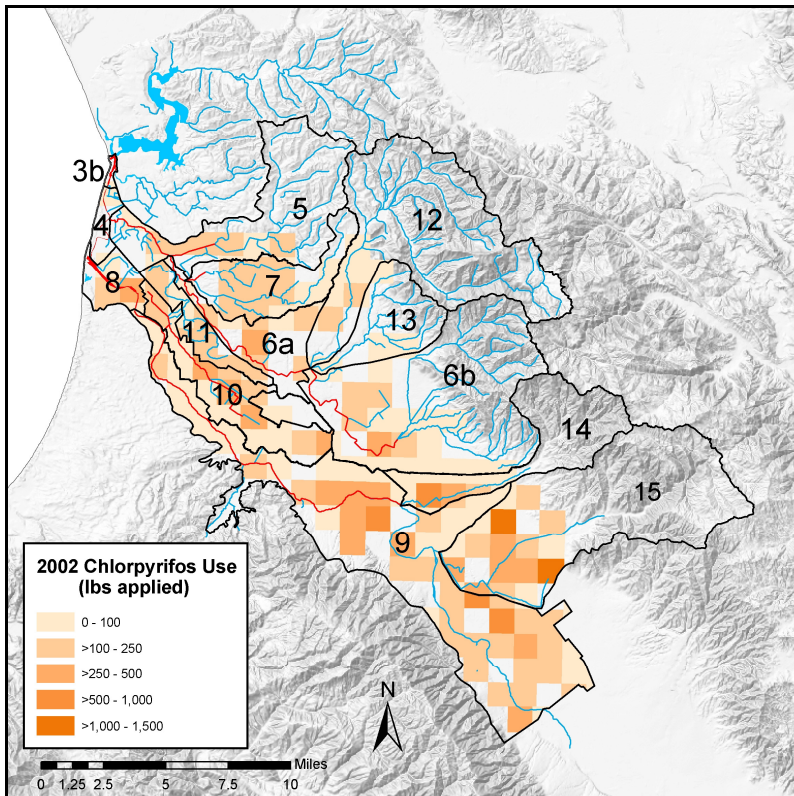 3b
5
12
4
8
7
13
11
6a
6b
10
14
15
9
2002 Chlorpyrifos Use
(lbs applied)
0 - 100
>100 - 250
>250 - 500
>500 - 1,000
>1,000 - 1,500
N
Miles
0 1.25 2.5 5 7.5 10